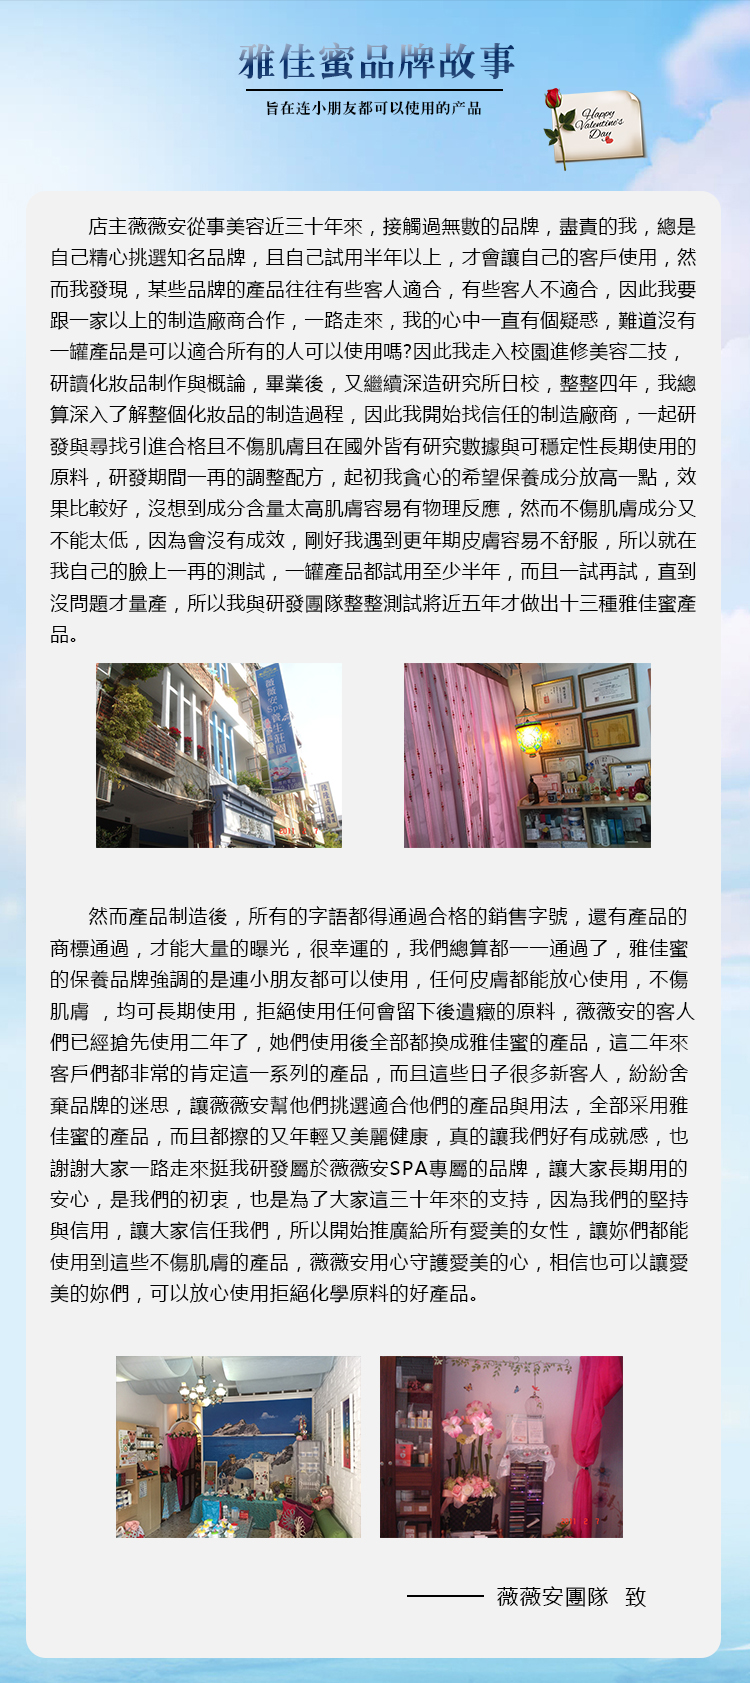 雅佳蜜品牌故事
旨在连小朋友都可以使用的产品
Happy
Valentine's
Day
店主薇薇安從事美容近三十年來，接觸過無數的品牌，盡責的我，總是
自己精心挑選知名品牌，且自己試用半年以上，才會讓自己的客戶使用，然
而我發現，某些品牌的產品往往有些客人適合，有些客人不適合，因此我要
跟一家以上的制造廠商合作，一路走來，我的心中一直有個疑惑，難道沒有
一罐產品是可以適合所有的人可以使用嗎?因此我走入校園進修美容二技，
研讀化妝品制作與概論，畢業後，又繼續深造研究所日校，整整四年，我總
算深入了解整個化妝品的制造過程，因此我開始找信任的制造廠商，一起研
發與尋找引進合格且不傷肌膚且在國外皆有研究數據與可穩定性長期使用的
原料，研發期間一再的調整配方，起初我貪心的希望保養成分放高一點，效
果比較好，沒想到成分含量太高肌膚容易有物理反應，然而不傷肌膚成分又
不能太低，因為會沒有成效，剛好我遇到更年期皮膚容易不舒服，所以就在
我自己的臉上一再的測試，一罐產品都試用至少半年，而且一試再試，直到
沒問題才量產，所以我與研發團隊整整測試將近五年才做出十三種雅佳蜜產
品。
薇薇安
Spa養生莊園
然而產品制造後，所有的字語都得通過合格的銷售字號，還有產品的
商標通過，才能大量的曝光，很幸運的，我們總算都一一通過了，雅佳蜜
的保養品牌強調的是連小朋友都可以使用，任何皮膚都能放心使用，不傷
肌膚 ，均可長期使用，拒絕使用任何會留下後遺癥的原料，薇薇安的客人
們已經搶先使用二年了，她們使用後全部都換成雅佳蜜的產品，這二年來
客戶們都非常的肯定這一系列的產品，而且這些日子很多新客人，紛紛舍
棄品牌的迷思，讓薇薇安幫他們挑選適合他們的產品與用法，全部采用雅
佳蜜的產品，而且都擦的又年輕又美麗健康，真的讓我們好有成就感，也
謝謝大家一路走來挺我研發屬於薇薇安SPA專屬的品牌，讓大家長期用的
安心，是我們的初衷，也是為了大家這三十年來的支持，因為我們的堅持
與信用，讓大家信任我們，所以開始推廣給所有愛美的女性，讓妳們都能
使用到這些不傷肌膚的產品，薇薇安用心守護愛美的心，相信也可以讓愛
美的妳們，可以放心使用拒絕化學原料的好產品。
——— 薇薇安團隊 致